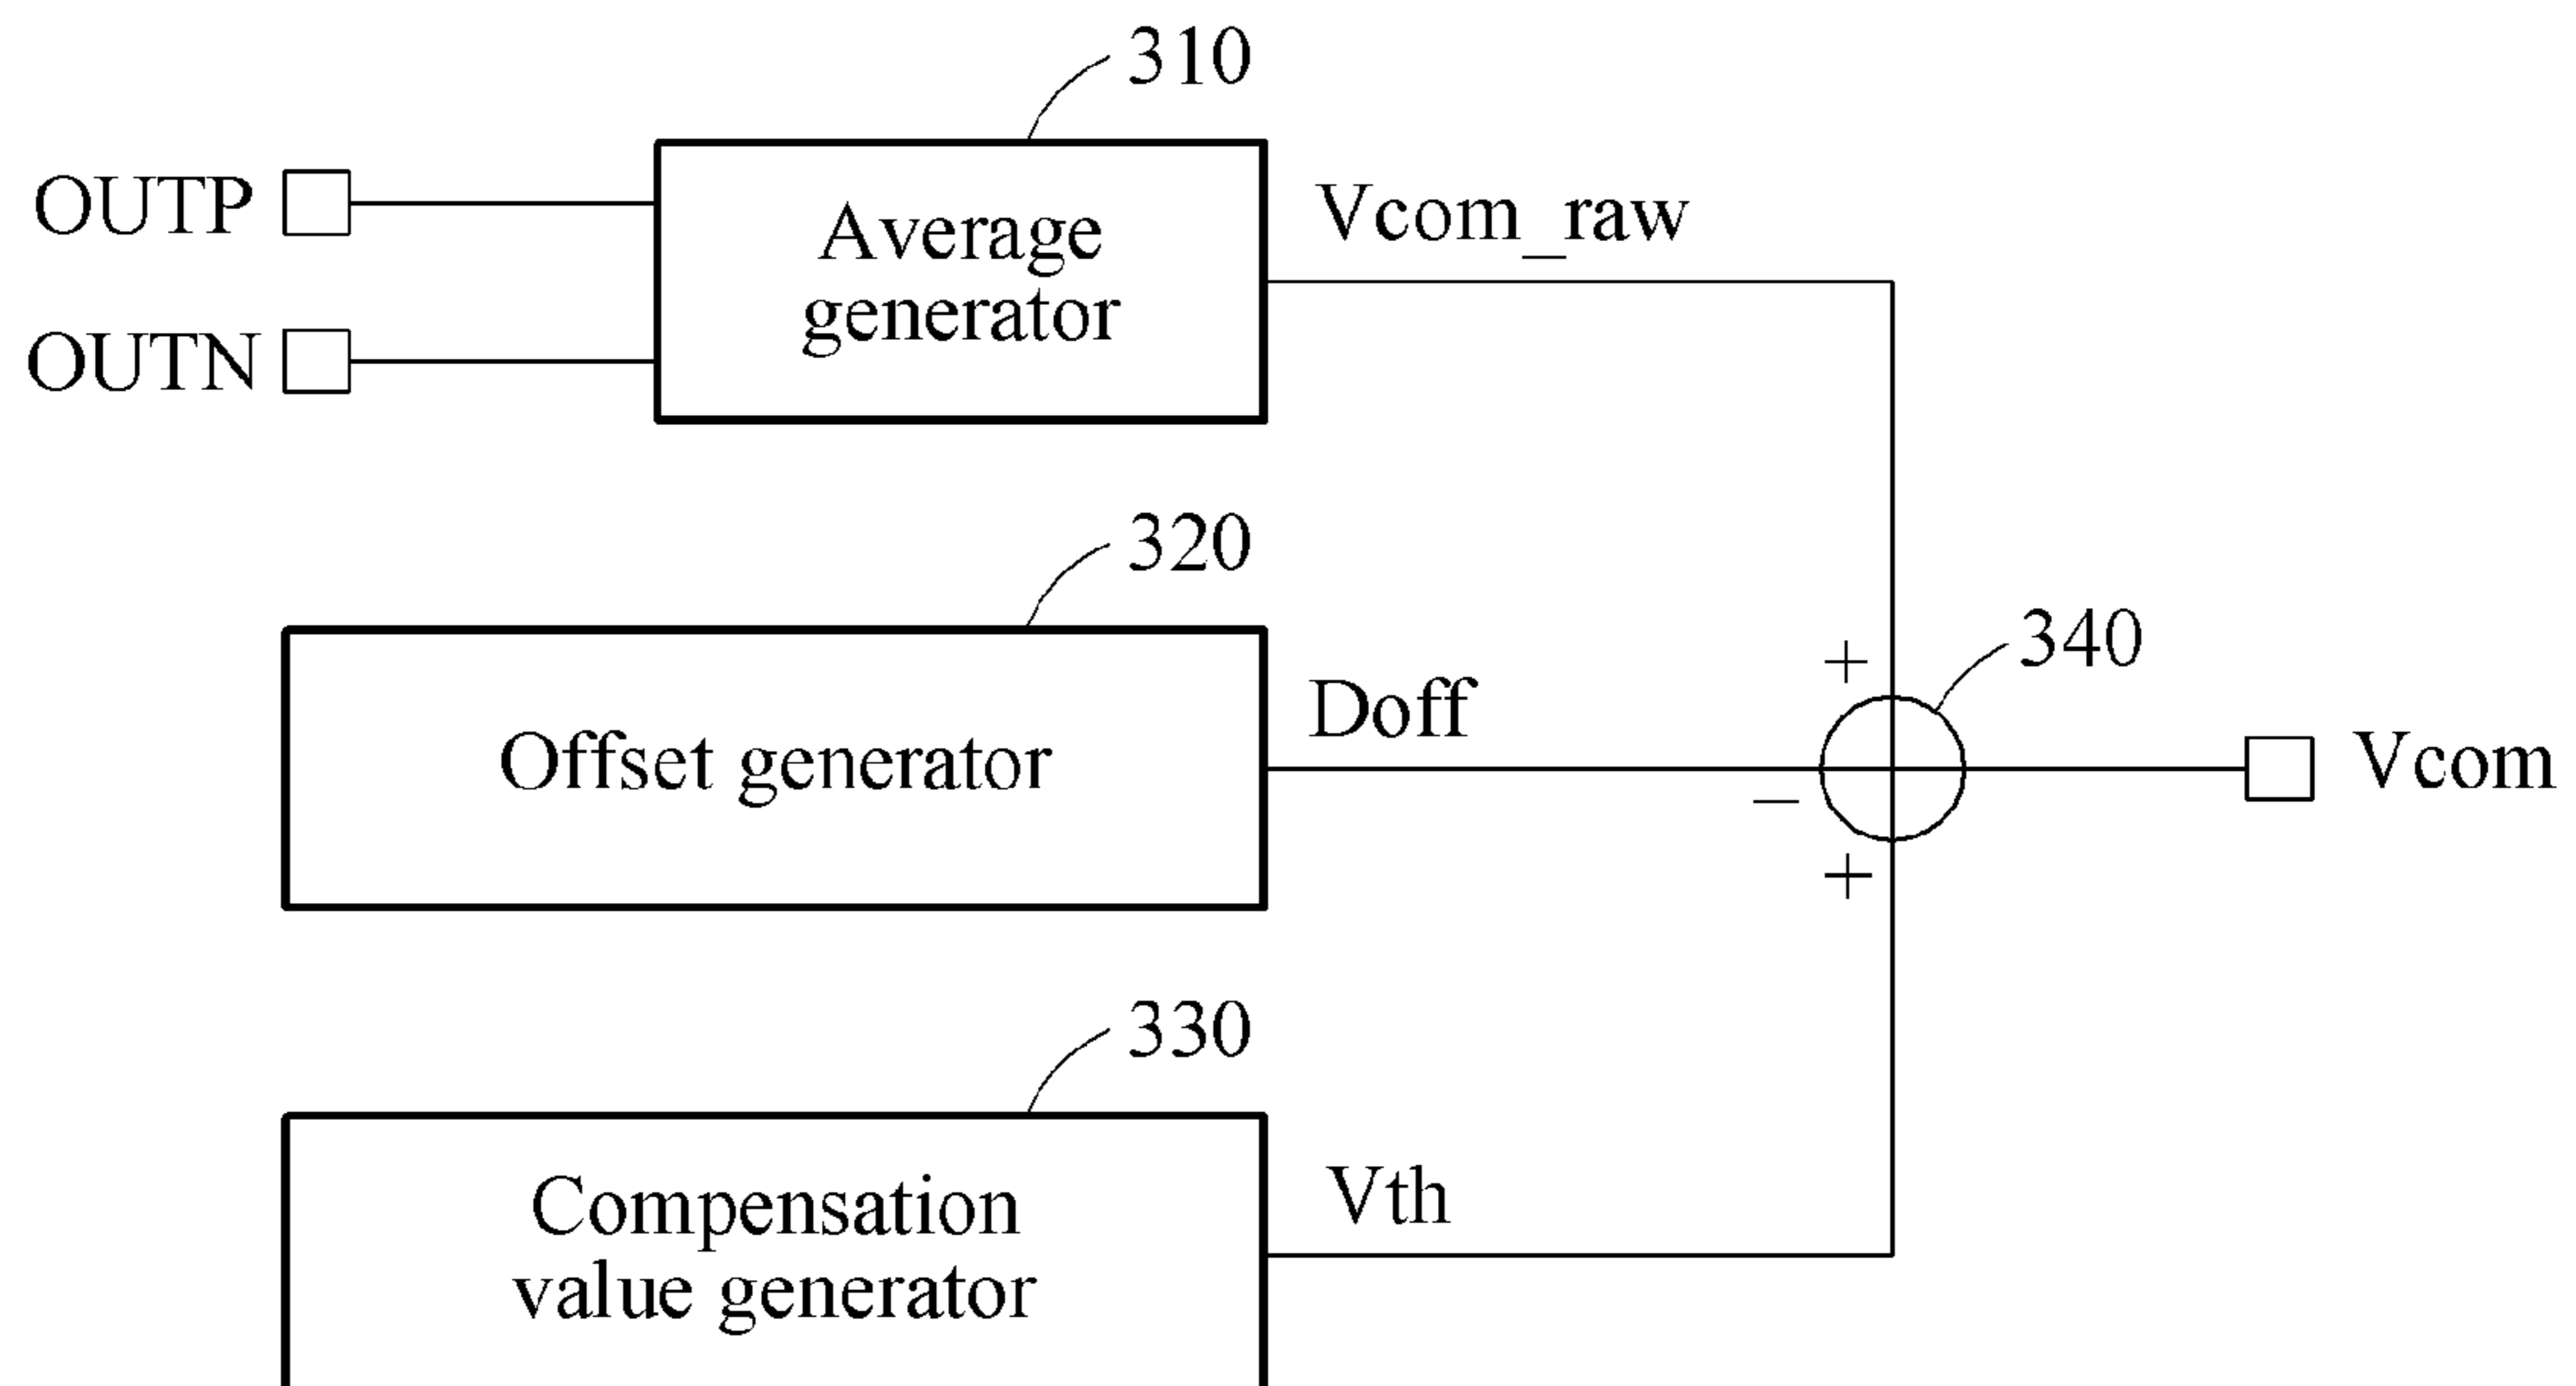 310
OUTP
OUTN
Average
generator
Vcom_raw
320
Offset generator
Doff
+
−
+
340
Vcom
330
Compensation
value generator
Vth